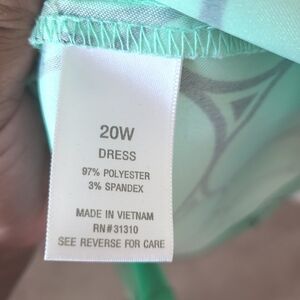 20W
DRESS
97% POLYESTER
3% SPANDEX
MADE IN VIETNAM
RN#31310
SEE REVERSE FOR CARE